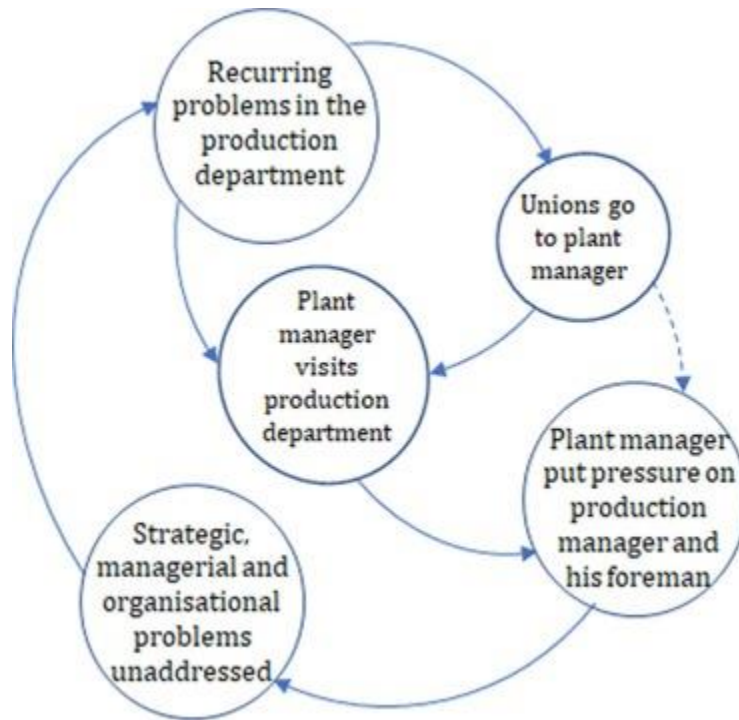 Recurring
problems in the
production
department
Unions go
to plant
manager
Plant
manager
visits
production
department
Plant manager
put pressure on
production
manager and
his foreman
Strategic,
managerial and
organisational
problems
unaddressed